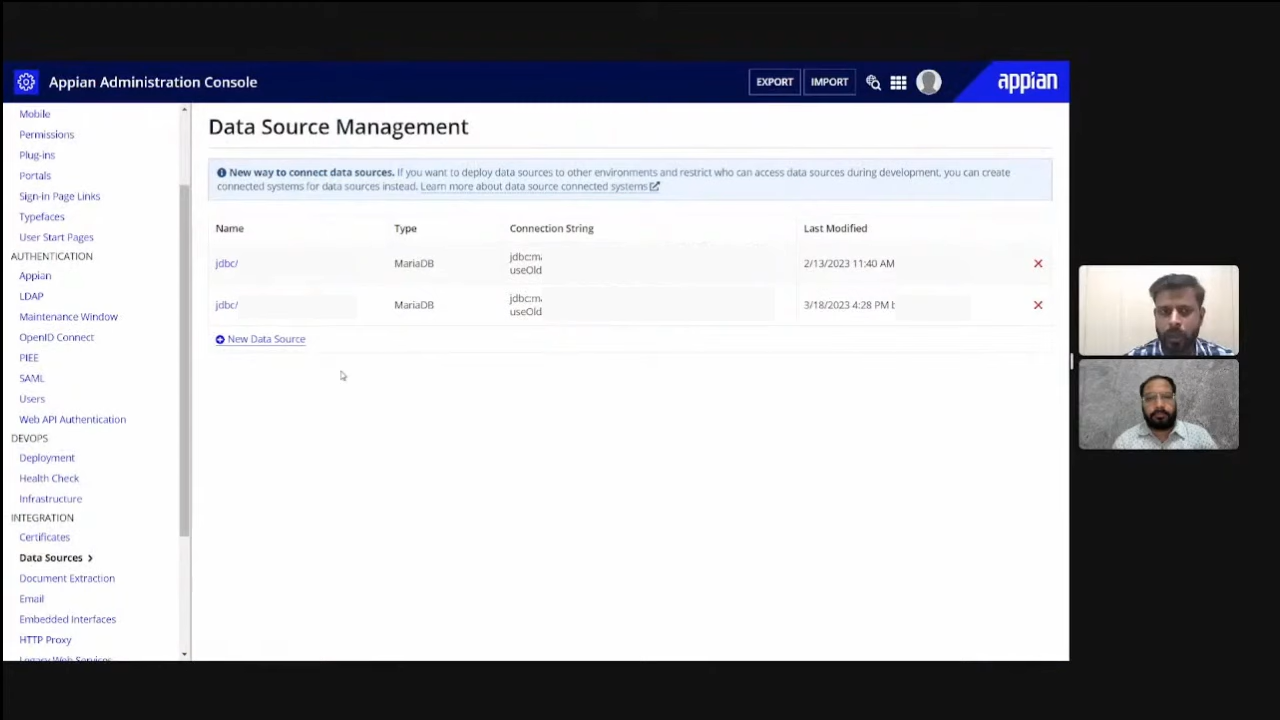 Appian Administration Console
EXPORT
IMPORT
appian
Mobile
Permissions
Plug-ins
Portals
Sign-in Page Links
Typefaces
User Start Pages
AUTHENTICATION
Appian
LDAP
Maintenance Window
OpenID Connect
PIEE
SAML
Users
Web API Authentication
DEVOPS
Deployment
Health Check
Infrastructure
INTEGRATION
Certificates
Data Sources
Document Extraction
Email
Embedded Interfaces
HTTP Proxy
Legacy Web Services
Data Source Management
New way to connect data sources. If you want to deploy data sources to other environments and restrict who can access data sources during development, you can create
connected systems for data sources instead. Learn more about data source connected systems
Name Type Connection String Last Modified
jdbc/ MariaDB jdbc:m 2/13/2023 11:40 AM
useOld
jdbc/ MariaDB jdbc:m 3/18/2023 4:28 PM
useOld
New Data Source